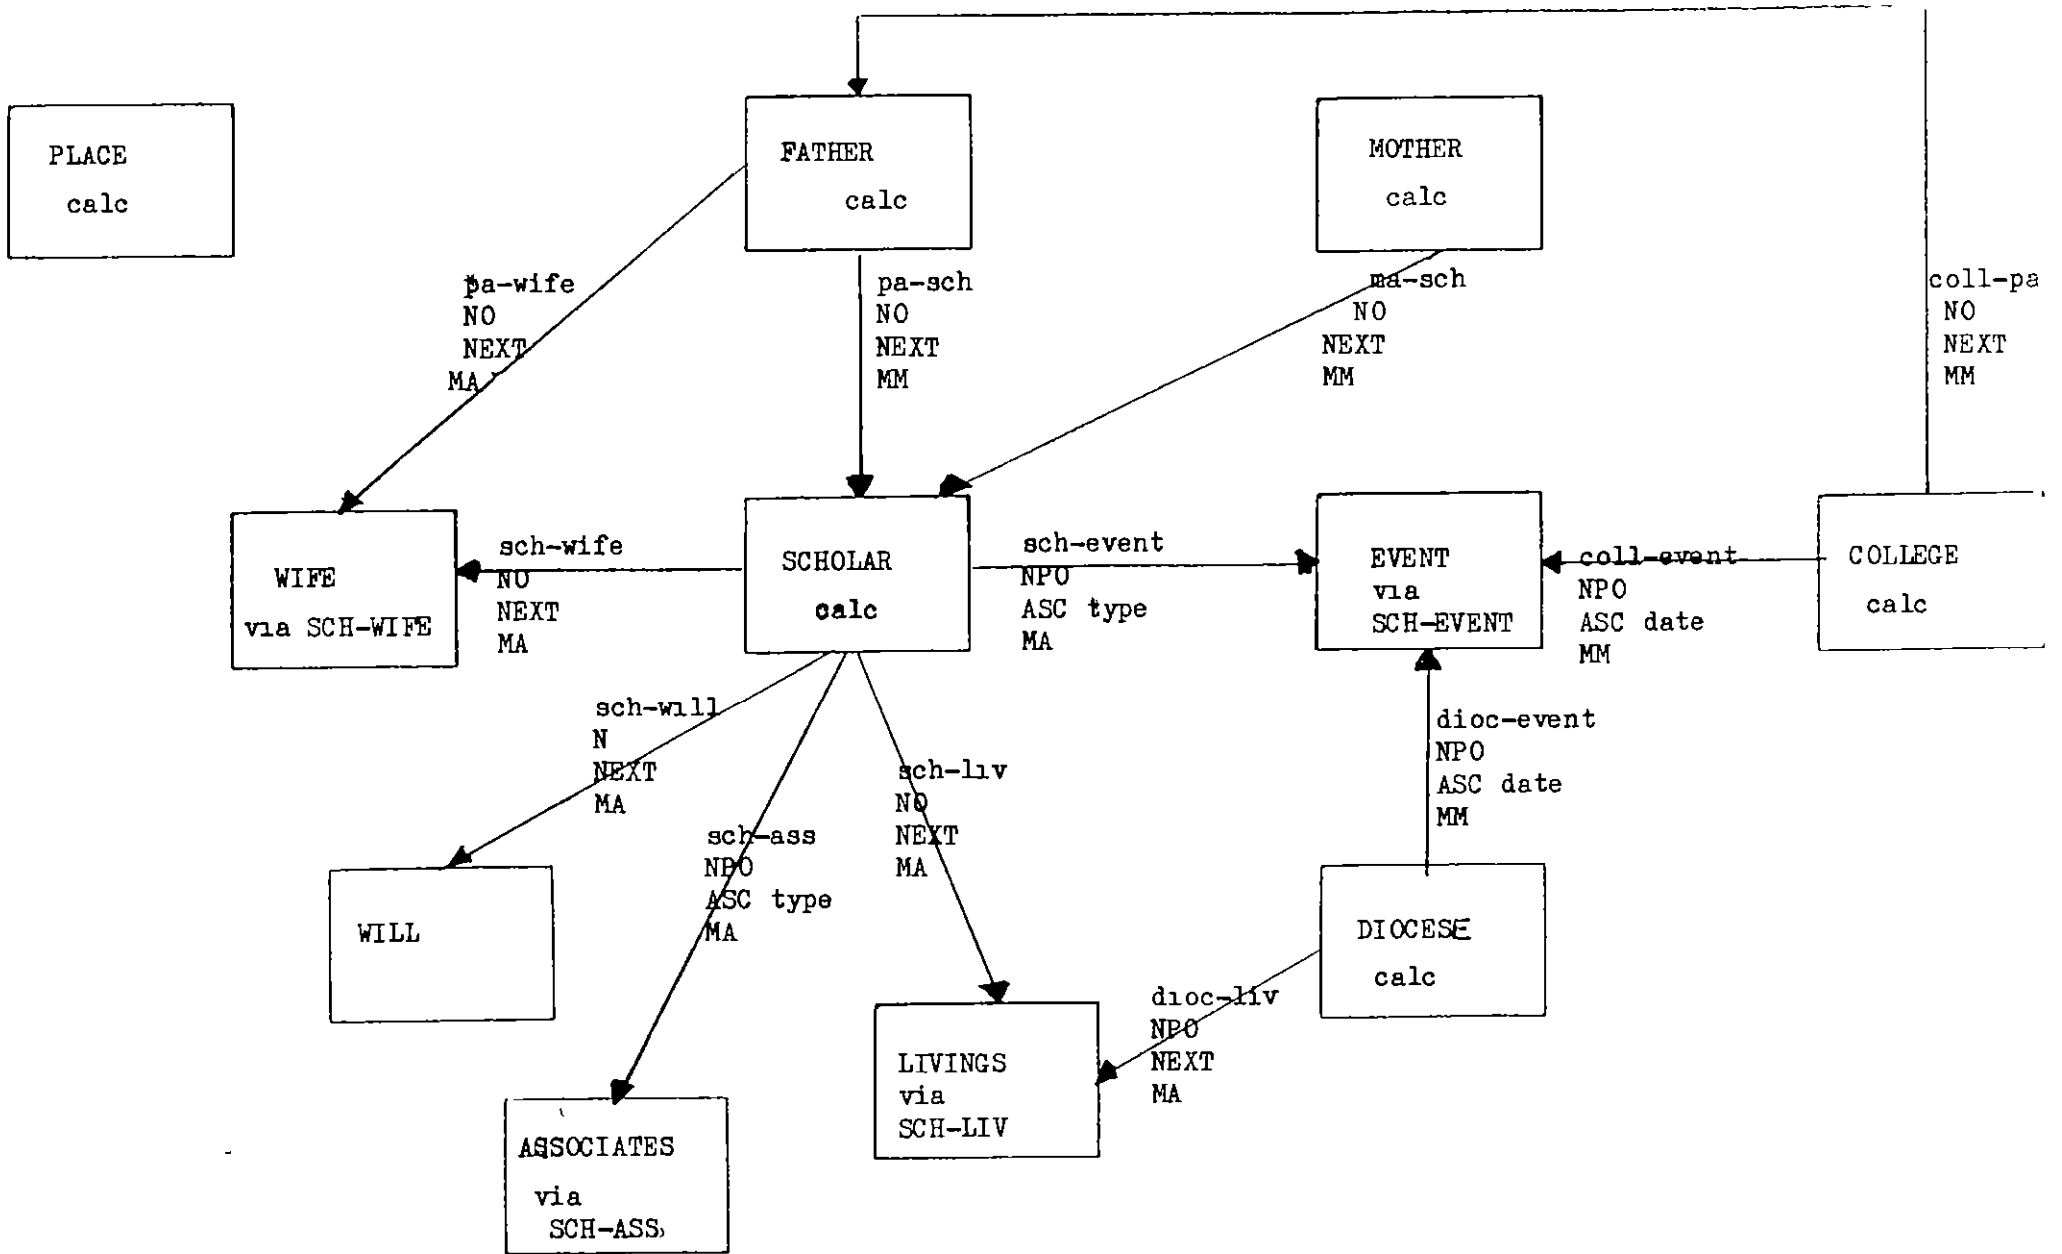 PLACE
calc
FATHER
calc
MOTHER
calc
pa-wife
NO
NEXT
MA
pa-sch
NO
NEXT
MM
ma-sch
NO
NEXT
MM
coll-pa
NO
NEXT
MM
WIFE
via SCH-WIFE
sch-wife
NO
NEXT
MA
SCHOLAR
calc
sch-event
NPO
ASC type
MA
EVENT
via
SCH-EVENT
coll-event
NPO
ASC date
MM
COLLEGE
calc
sch-will
N
NEXT
MA
sch-ass
NPO
ASC type
MA
sch-liv
NO
NEXT
MA
dioc-event
NPO
ASC date
MM
WILL
DIOCESE
calc
dioc-liv
NPO
NEXT
MA
LIVINGS
via
SCH-LIV
ASSOCIATES
via
SCH-ASS